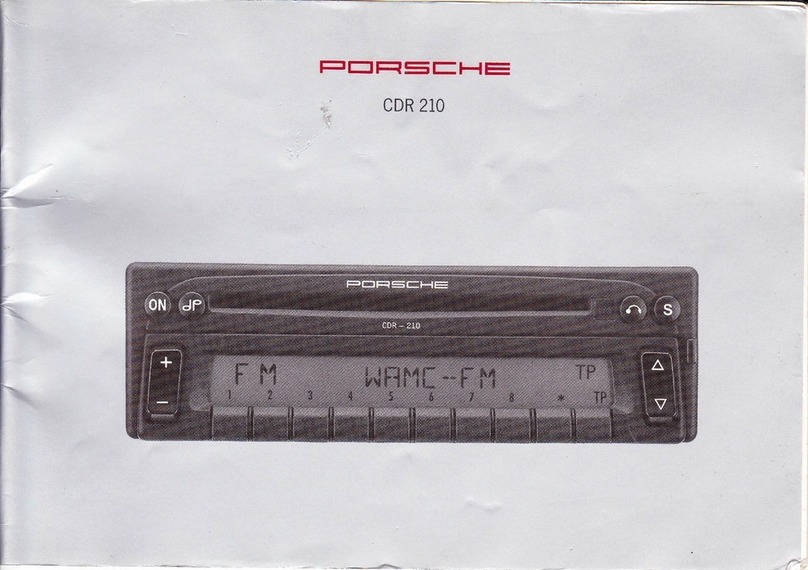 PORSCHE
CDR 210
PORSCHE
ON
S
CDR – 210
+
FM WAMC--FM TP
–
1 2 3 4 5 6 7 8 * TP